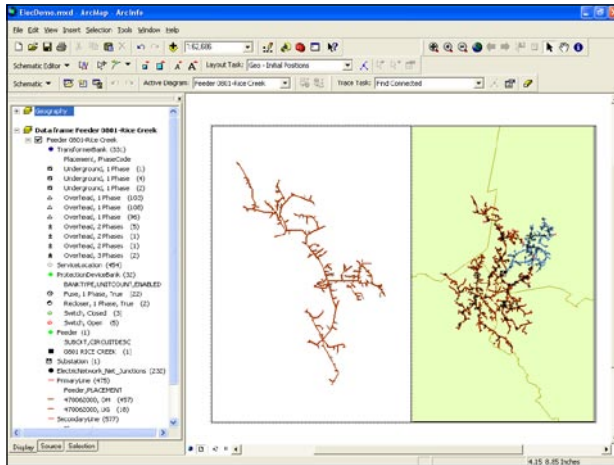 ElecDemo.mxd - ArcMap - ArcInfo
File Edit View Insert Selection Tools Window Help
1:62,686
Schematic Editor Layout Task: Geo - Initial Positions
Schematic Active Diagram: Feeder 0801-Rice Creek Trace Task: Find Connected
Geography
Data frame Feeder 0801-Rice Creek
Feeder 0801-Rice Creek
TransformerBank (331)
Placement, PhaseCode
Underground, 1 Phase (1)
Underground, 1 Phase (4)
Underground, 1 Phase (2)
Overhead, 1 Phase (103)
Overhead, 1 Phase (106)
Overhead, 1 Phase (96)
Overhead, 2 Phases (5)
Overhead, 2 Phases (1)
Overhead, 2 Phases (1)
Overhead, 3 Phases (2)
ServiceLocation (494)
ProtectionDeviceBank (32)
BANKTYPE,UNITCOUNT,ENABLED
Fuse, 1 Phase, True (22)
Recloser, 1 Phase, True (2)
Switch, Closed (3)
Switch, Open (5)
Feeder (1)
SUBCKT,CIRCUITDESC
0801 RICE CREEK (1)
Substation (1)
ElectricNetwork_Net_Junctions (232)
PrimaryLine (475)
Feeder,PLACEMENT
470062000, OH (457)
470062000, UG (18)
SecondaryLine (577)
Display Source Selection
4.15 8.85 Inches